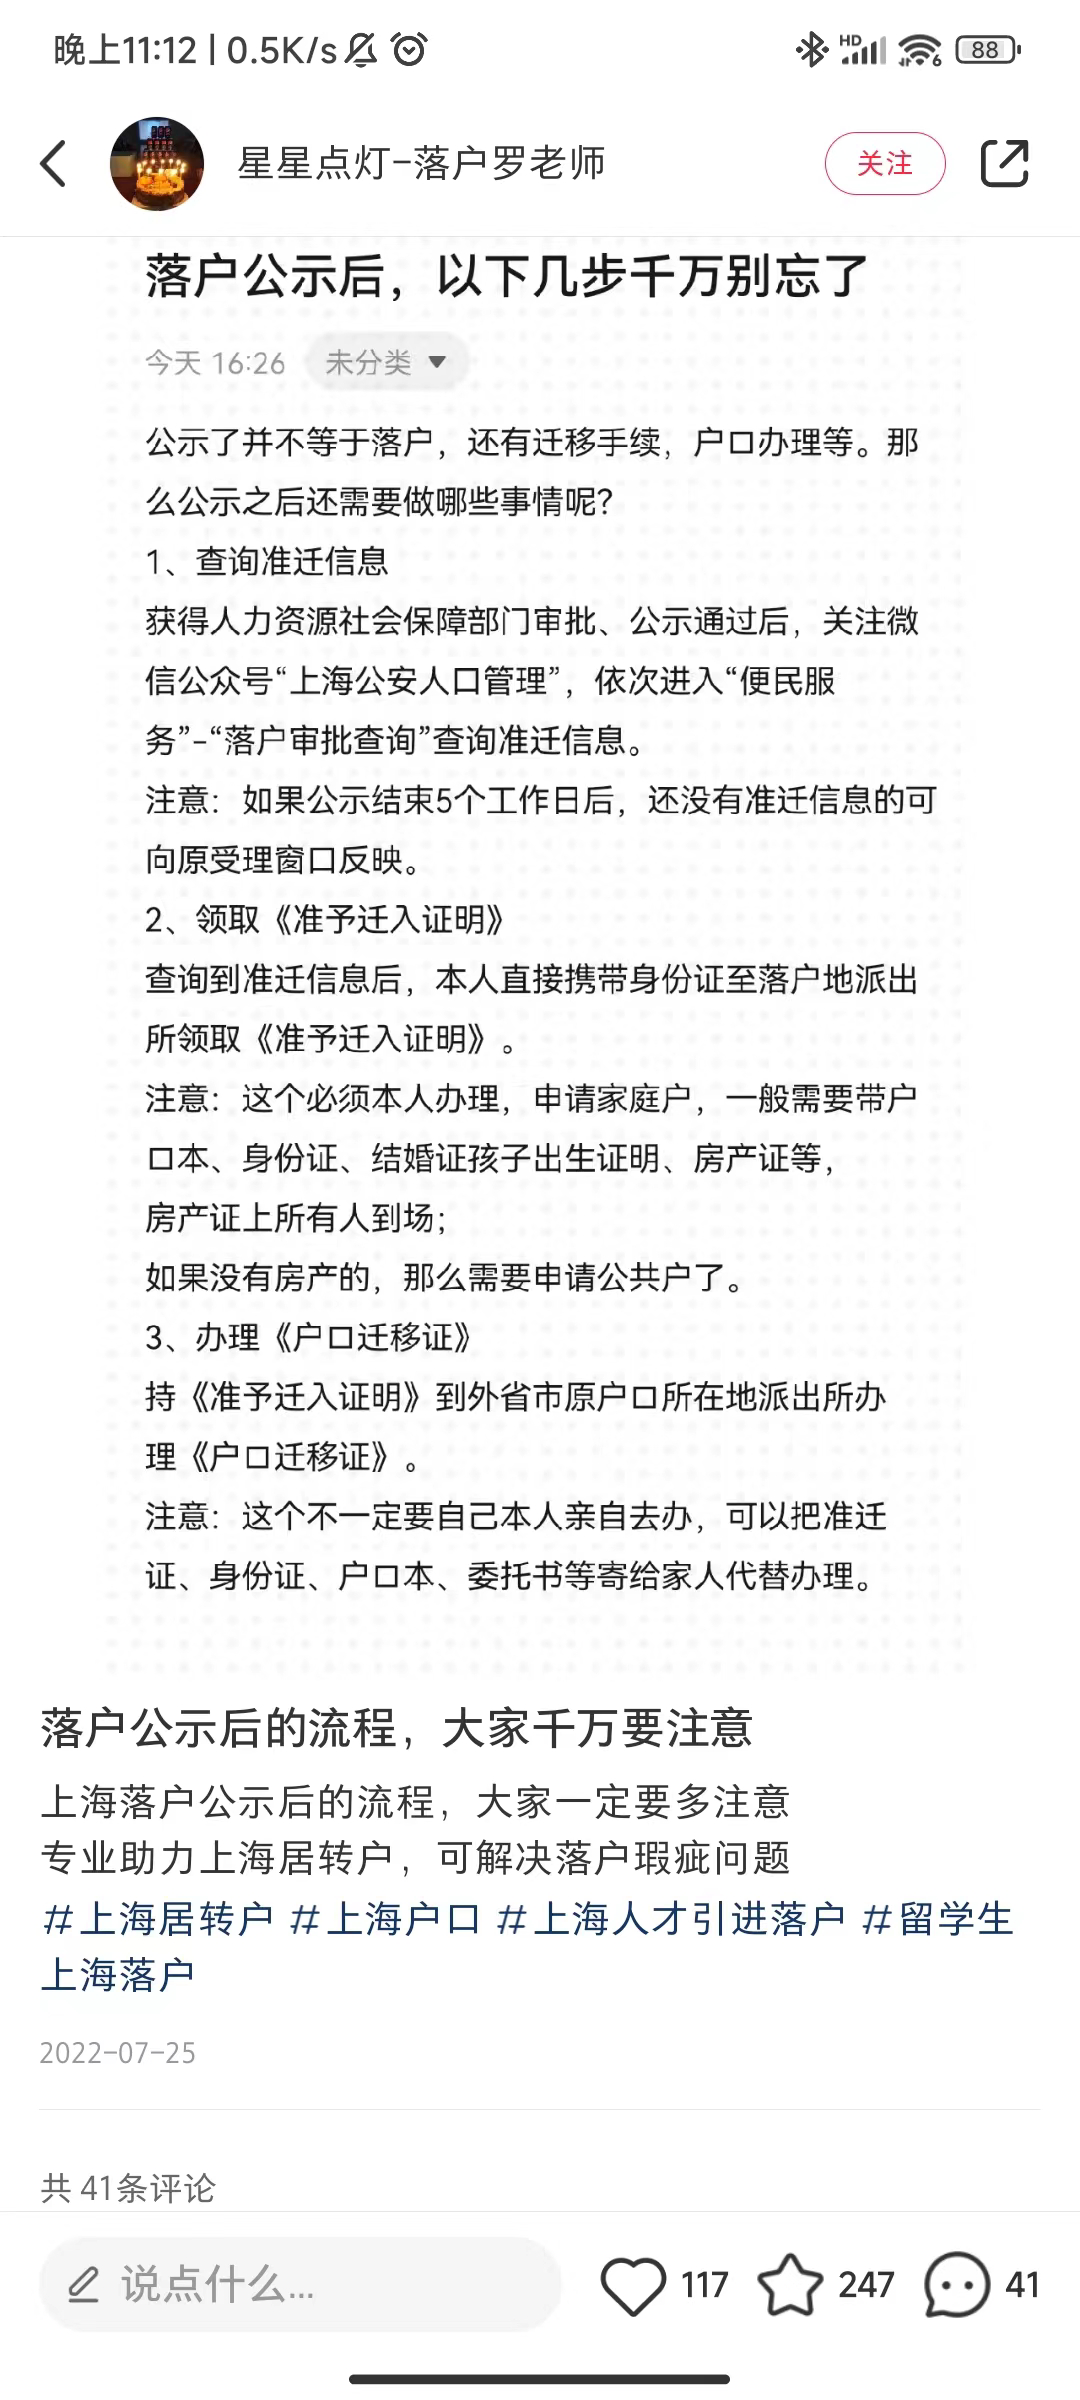 晚上11:12 | 0.5K/s
HD
6
88
星星点灯-落户罗老师
关注
落户公示后，以下几步千万别忘了
今天 16:26 未分类
公示了并不等于落户，还有迁移手续，户口办理等。那
么公示之后还需要做哪些事情呢？
1、查询准迁信息
获得人力资源社会保障部门审批、公示通过后，关注微
信公众号“上海公安人口管理”，依次进入“便民服
务”-“落户审批查询”查询准迁信息。
注意：如果公示结束5个工作日后，还没有准迁信息的可
向原受理窗口反映。
2、领取《准予迁入证明》
查询到准迁信息后，本人直接携带身份证至落户地派出
所领取《准予迁入证明》。
注意：这个必须本人办理，申请家庭户，一般需要带户
口本、身份证、结婚证孩子出生证明、房产证等，
房产证上所有人到场；
如果没有房产的，那么需要申请公共户了。
3、办理《户口迁移证》
持《准予迁入证明》到外省市原户口所在地派出所办
理《户口迁移证》。
注意：这个不一定要自己本人亲自去办，可以把准迁
证、身份证、户口本、委托书等寄给家人代替办理。
落户公示后的流程，大家千万要注意
上海落户公示后的流程，大家一定要多注意
专业助力上海居转户，可解决落户瑕疵问题
#上海居转户 #上海户口 #上海人才引进落户 #留学生
上海落户
2022-07-25
共 41条评论
说点什么...
117
247
41